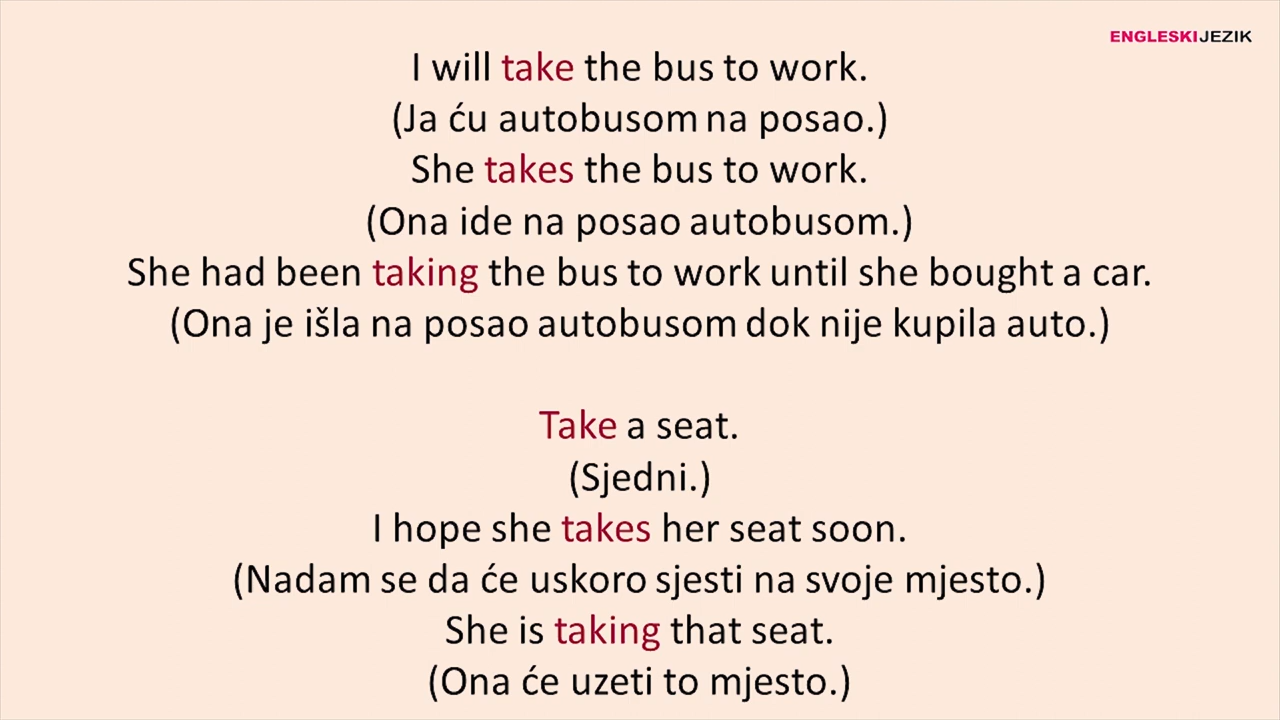 ENGLESKIJEZIK
I will take the bus to work.
(Ja ću autobusom na posao.)
She takes the bus to work.
(Ona ide na posao autobusom.)
She had been taking the bus to work until she bought a car.
(Ona je išla na posao autobusom dok nije kupila auto.)
Take a seat.
(Sjedni.)
I hope she takes her seat soon.
(Nadam se da će uskoro sjesti na svoje mjesto.)
She is taking that seat.
(Ona će uzeti to mjesto.)